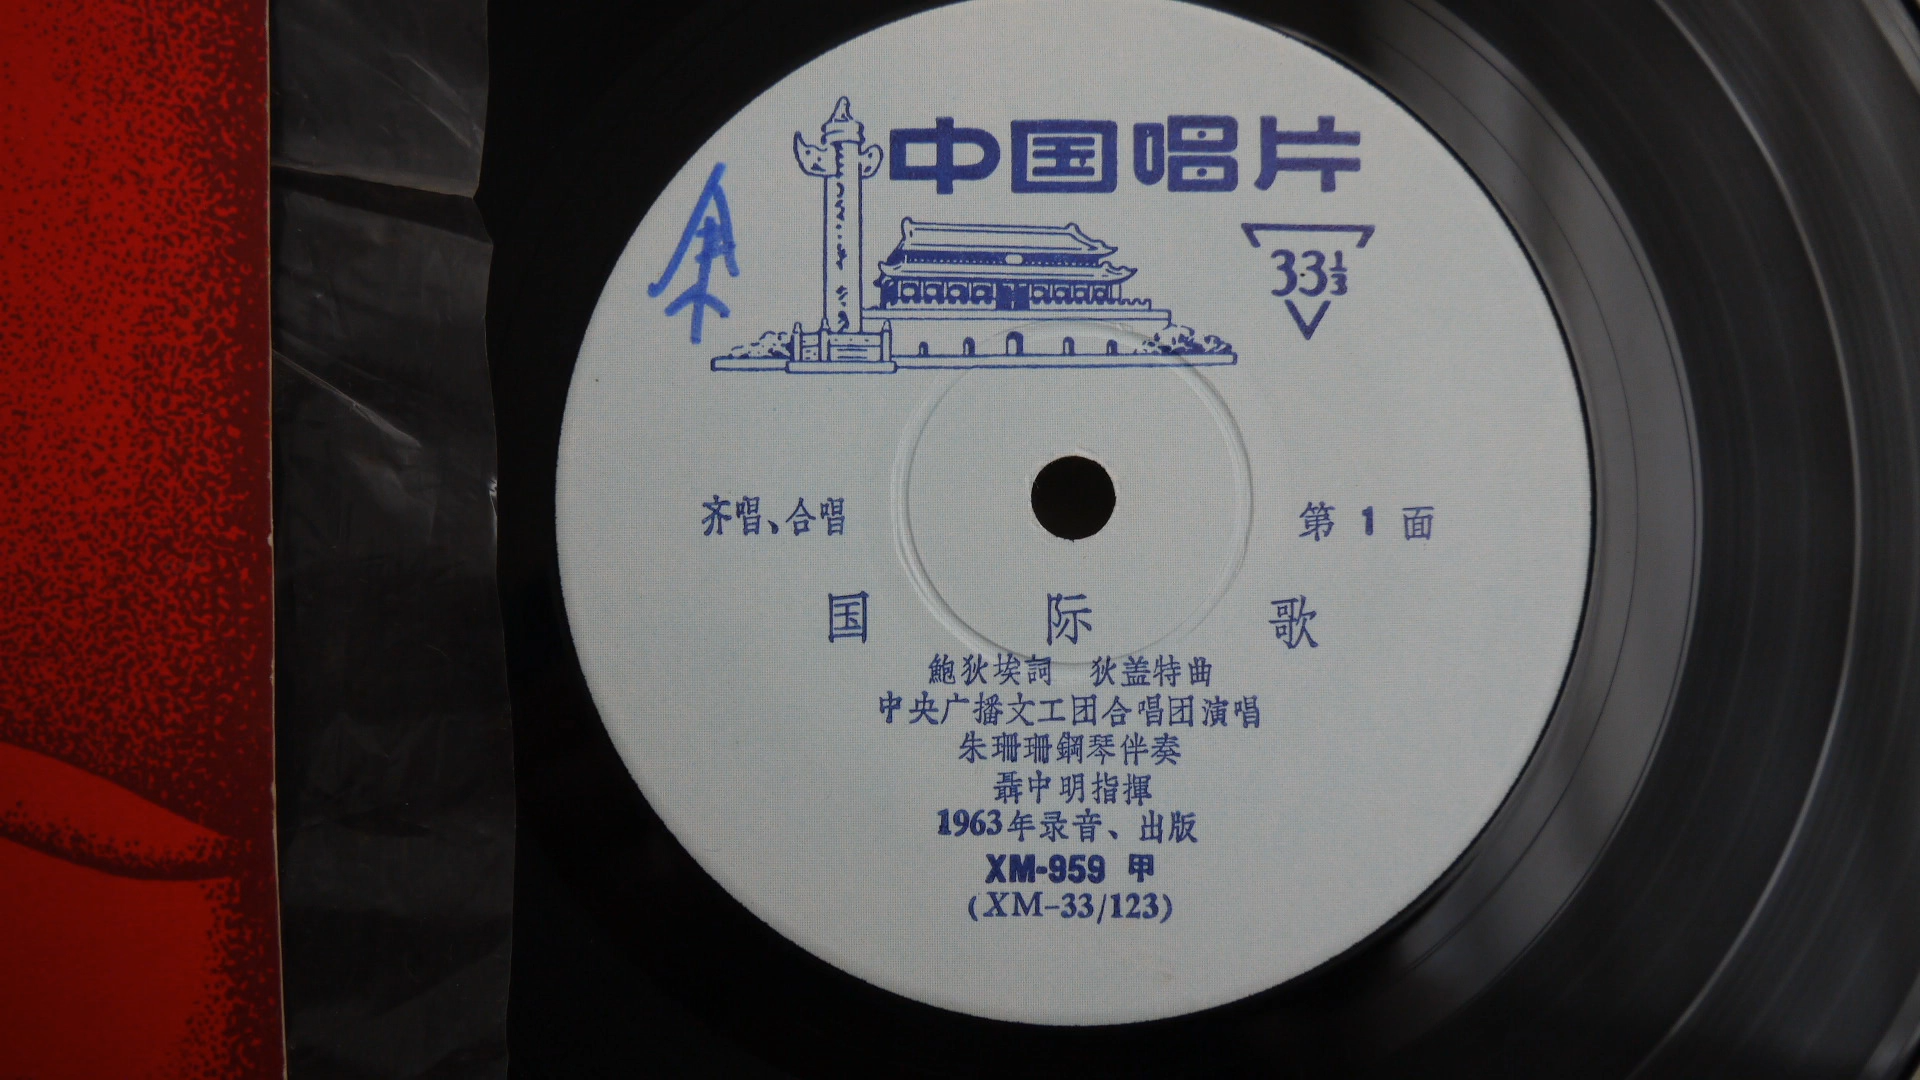 中国唱片
33⅓
齐唱、合唱
第 1 面
国际歌
鮑狄埃詞 狄盖特曲
中央广播文工团合唱团演唱
朱珊珊鋼琴伴奏
聶中明指揮
1963年录音、出版
XM-959 甲
(XM-33/123)